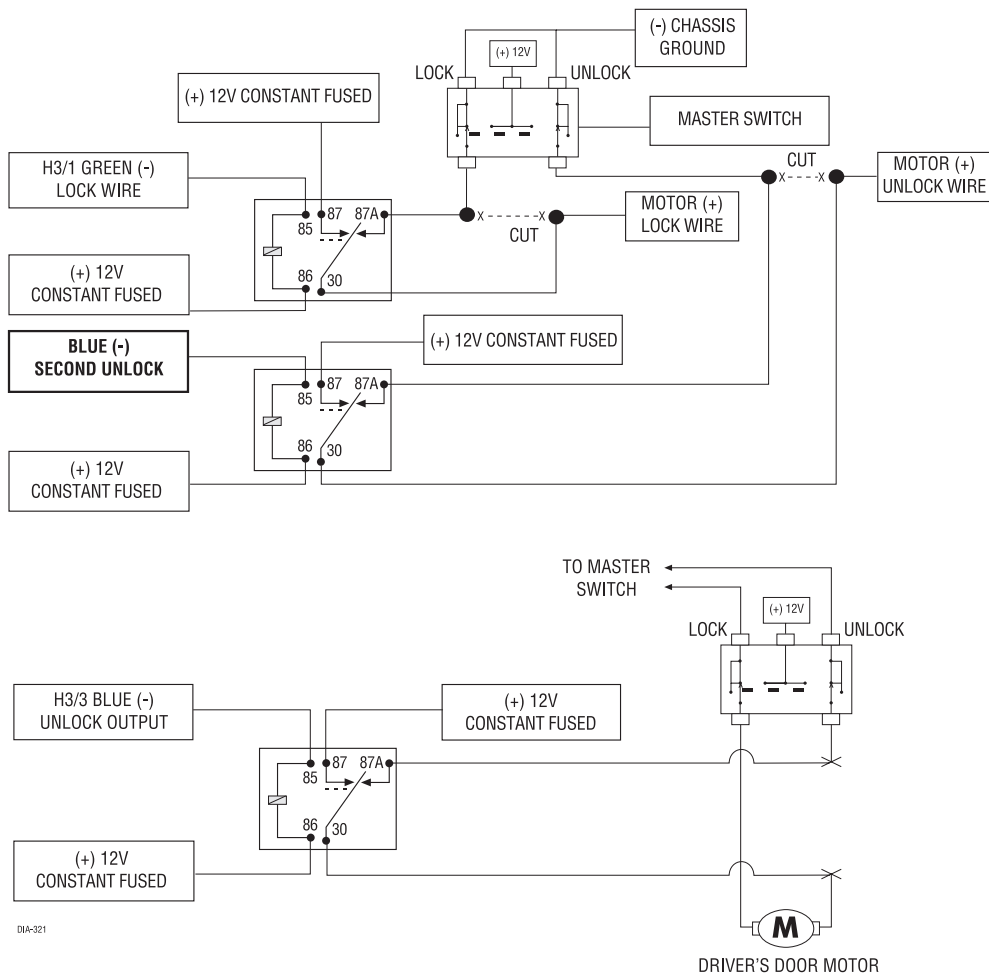 (-) CHASSIS
GROUND
(+) 12V
LOCK
UNLOCK
(+) 12V CONSTANT FUSED
MASTER SWITCH
H3/1 GREEN (-)
LOCK WIRE
CUT
MOTOR (+)
UNLOCK WIRE
87
87A
85
X
X
X
X
MOTOR (+)
LOCK WIRE
CUT
86
30
(+) 12V
CONSTANT FUSED
BLUE (-)
SECOND UNLOCK
(+) 12V CONSTANT FUSED
87
87A
85
86
30
(+) 12V
CONSTANT FUSED
TO MASTER
SWITCH
(+) 12V
LOCK
UNLOCK
H3/3 BLUE (-)
UNLOCK OUTPUT
(+) 12V
CONSTANT FUSED
87
87A
85
86
30
(+) 12V
CONSTANT FUSED
M
DIA-321
DRIVER'S DOOR MOTOR